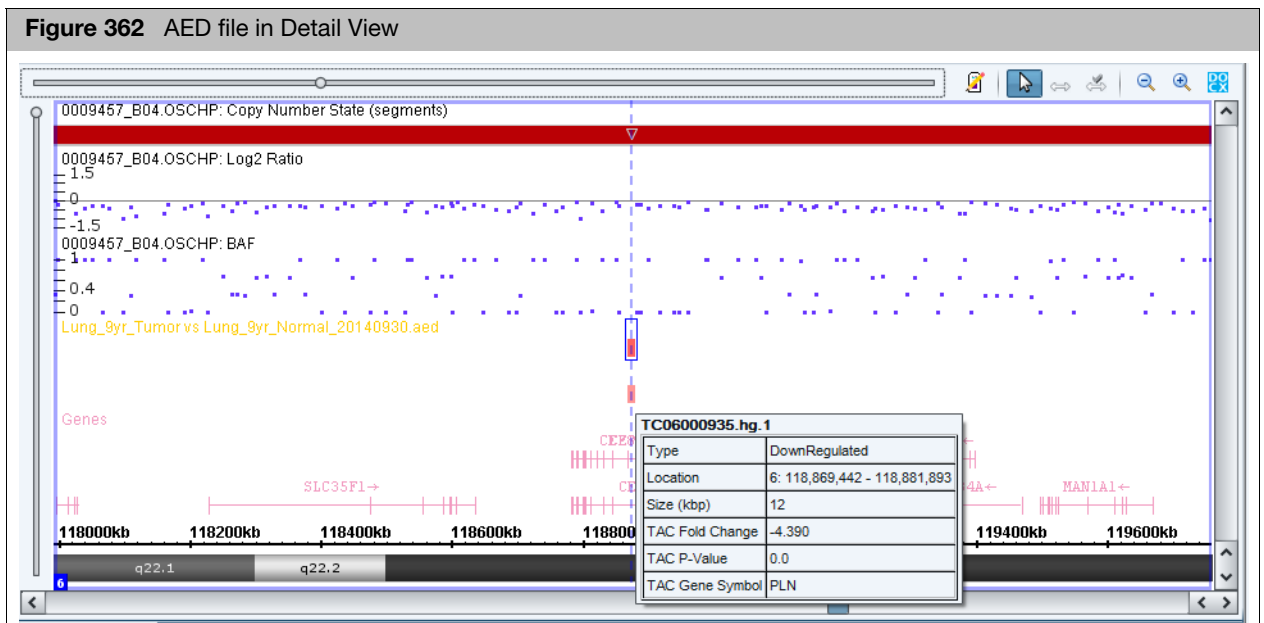 Figure 362 AED file in Detail View
DOCX
0009457_B04.OSCHP: Copy Number State (segments)
0009457_B04.OSCHP: Log2 Ratio
1.5
0
-1.5
0009457_B04.OSCHP: BAF
1
0.4
0
Lung_9yr_Tumor vs Lung_9yr_Normal_20140930.aed
Genes
TC06000935.hg.1
Type DownRegulated
Location 6: 118,869,442 - 118,881,893
Size (kbp) 12
TAC Fold Change -4.390
TAC P-Value 0.0
TAC Gene Symbol PLN
SLC35F1→
4A←
MAN1A1←
118000kb 118200kb 118400kb 118600kb 118800 119400kb 119600kb
q22.1 q22.2
6